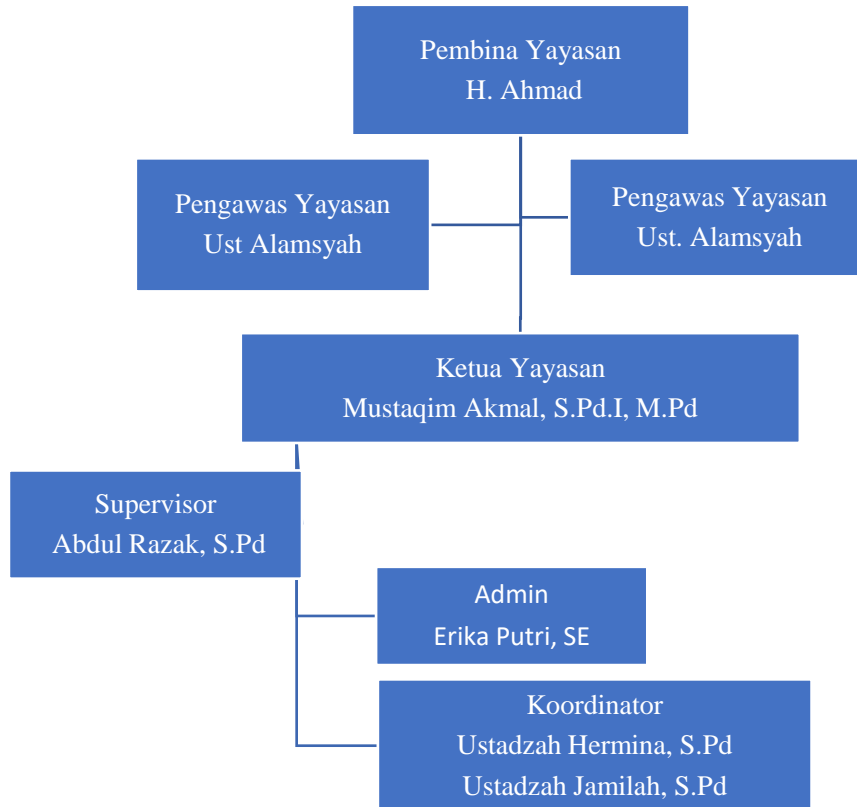 Pembina Yayasan
H. Ahmad
Pengawas Yayasan
Ust Alamsyah
Pengawas Yayasan
Ust. Alamsyah
Ketua Yayasan
Mustaqim Akmal, S.Pd.I, M.Pd
Supervisor
Abdul Razak, S.Pd
Admin
Erika Putri, SE
Koordinator
Ustadzah Hermina, S.Pd
Ustadzah Jamilah, S.Pd